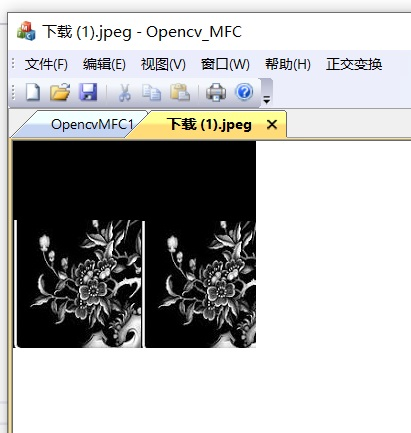 下载 (1).jpeg - Opencv_MFC
文件(F) 编辑(E) 视图(V) 窗口(W) 帮助(H) 正交变换
OpencvMFC1 下载 (1).jpeg